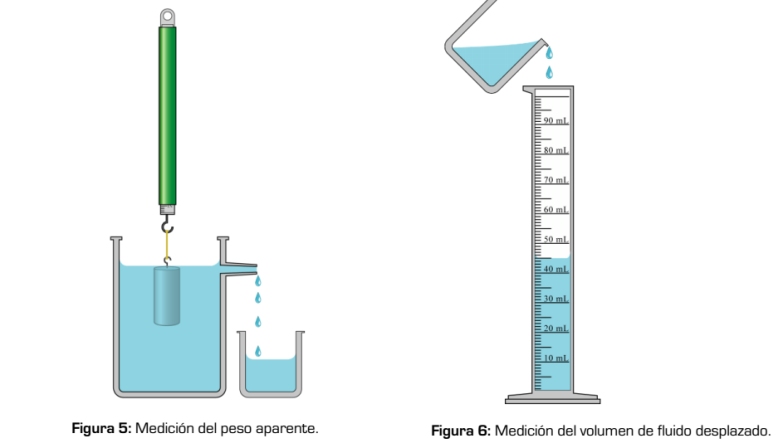 90 mL
80 mL
70 mL
60 mL
50 mL
40 mL
30 mL
20 mL
10 mL
Figura 5: Medición del peso aparente.
Figura 6: Medición del volumen de fluido desplazado.